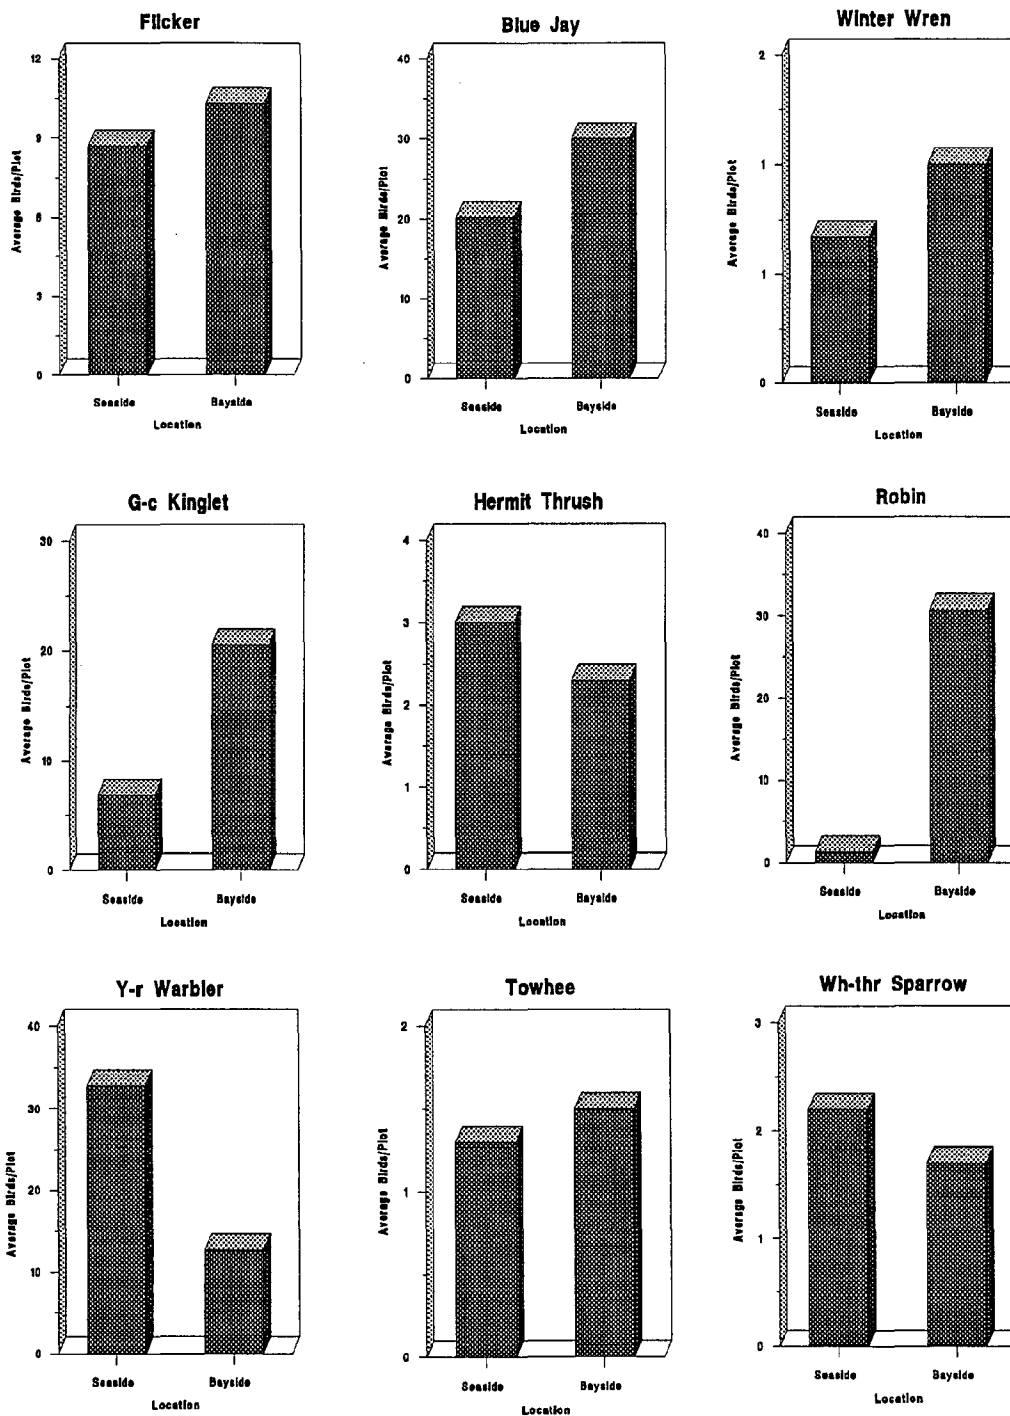 Flicker
12
9
6
3
0
Average Birds/Plot
Seaside Bayside
Location
Blue Jay
40
30
20
10
0
Average Birds/Plot
Seaside Bayside
Location
Winter Wren
2
1
1
0
Average Birds/Plot
Seaside Bayside
Location
G-c Kinglet
30
20
10
0
Average Birds/Plot
Seaside Bayside
Location
Hermit Thrush
4
3
2
1
0
Average Birds/Plot
Seaside Bayside
Location
Robin
40
30
20
10
0
Average Birds/Plot
Seaside Bayside
Location
Y-r Warbler
40
30
20
10
0
Average Birds/Plot
Seaside Bayside
Location
Towhee
2
1
0
Average Birds/Plot
Seaside Bayside
Location
Wh-thr Sparrow
3
2
1
0
Average Birds/Plot
Seaside Bayside
Location